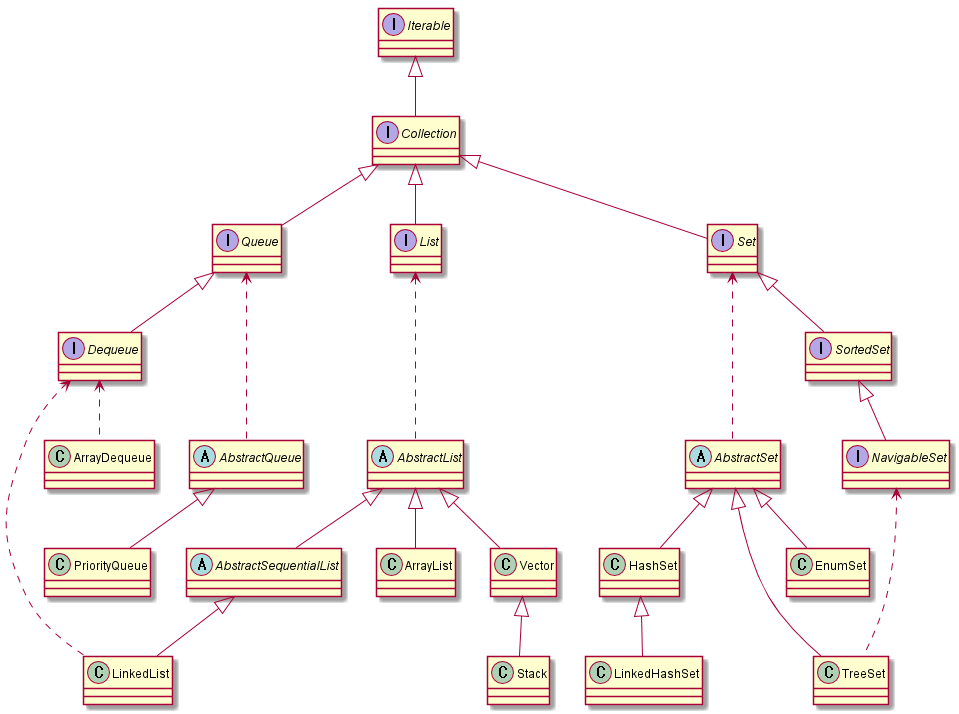 I Iterable
I Collection
I Queue
I List
I Set
I Dequeue
I SortedSet
C ArrayDequeue
A AbstractQueue
A AbstractList
A AbstractSet
I NavigableSet
C PriorityQueue
A AbstractSequentialList
C ArrayList
C Vector
C HashSet
C EnumSet
C LinkedList
C Stack
C LinkedHashSet
C TreeSet